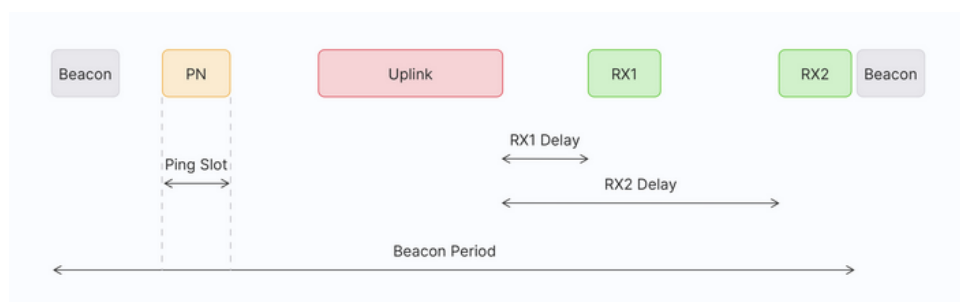 Beacon
PN
Uplink
RX1
RX2
Beacon
RX1 Delay
Ping Slot
RX2 Delay
Beacon Period